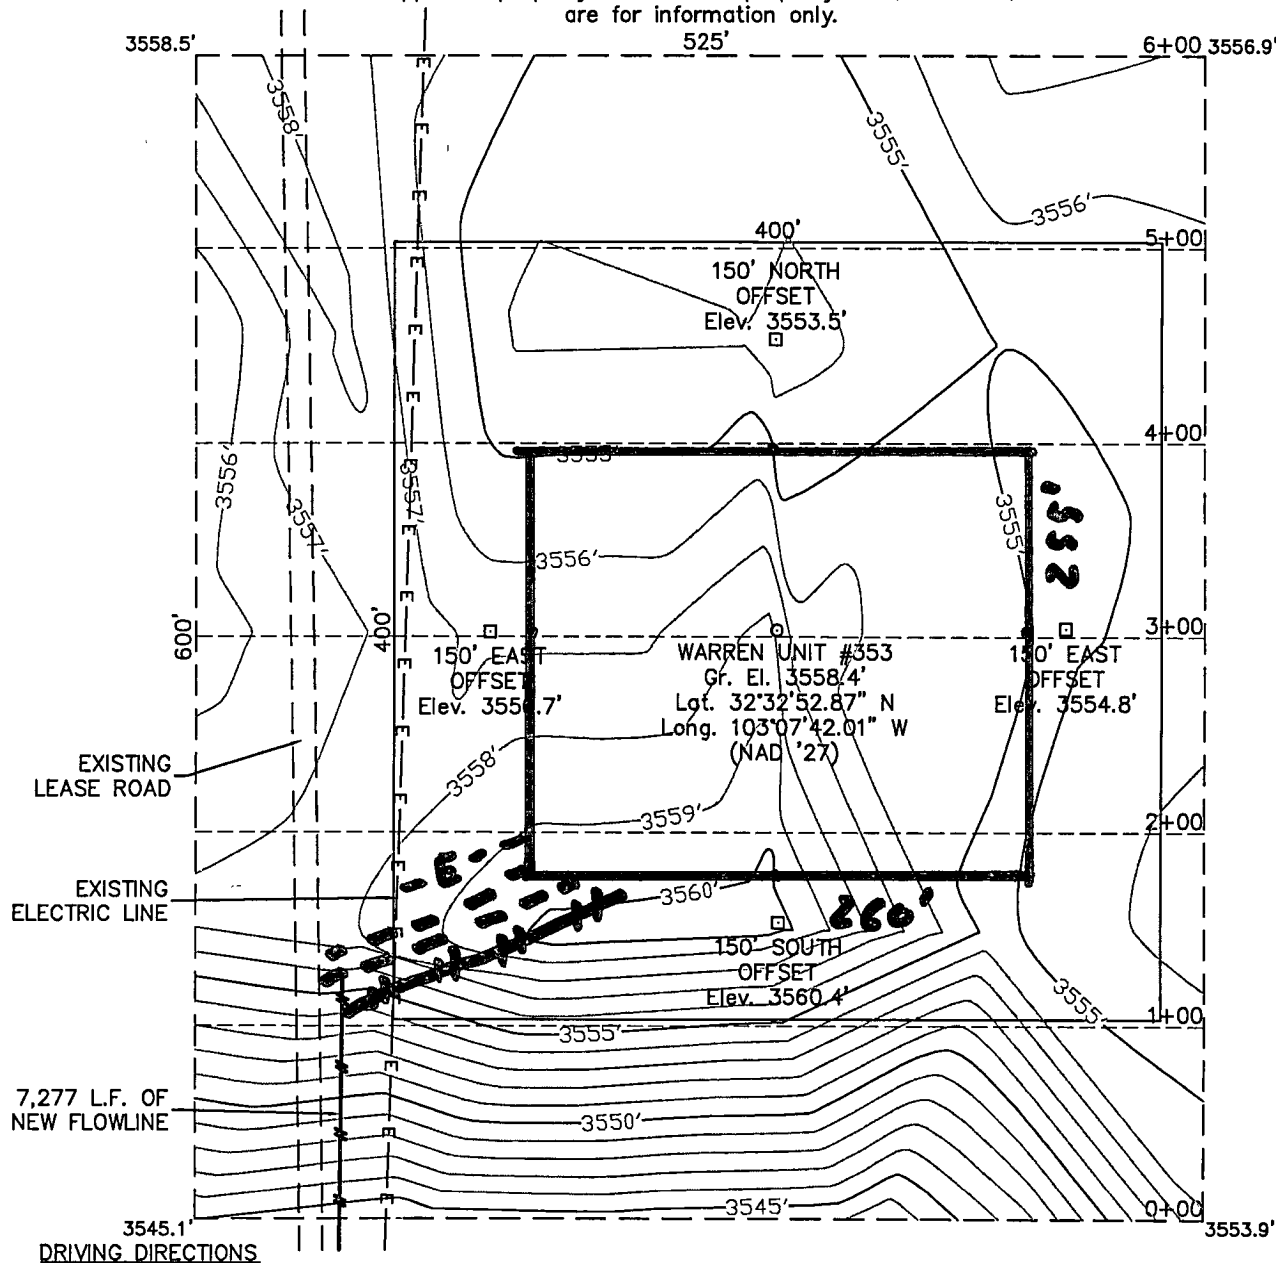 are for information only.
3558.5'
525'
6+00 3556.9'
3558'
3555'
3556'
400'
5+00
150' NORTH
OFFSET
Elev. 3553.5'
4+00
3555'
3556'
3557'
3557'
3556'
3555'
255'
600'
400'
3+00
150' EAST
OFFSET
Elev. 3556.7'
WARREN UNIT #353
Gr. El. 3558.4'
Lat. 32°32'52.87" N
Long. 103°07'42.01" W
(NAD '27)
150' EAST
OFFSET
Elev. 3554.8'
EXISTING
LEASE ROAD
3558'
3559'
2+00
E
EXISTING
ELECTRIC LINE
3560'
260'
150' SOUTH
OFFSET
Elev. 3560.4'
3555'
3555'
1+00
7,277 L.F. OF
NEW FLOWLINE
3550'
3545'
0+00
3545.1'
3553.9'
DRIVING DIRECTIONS